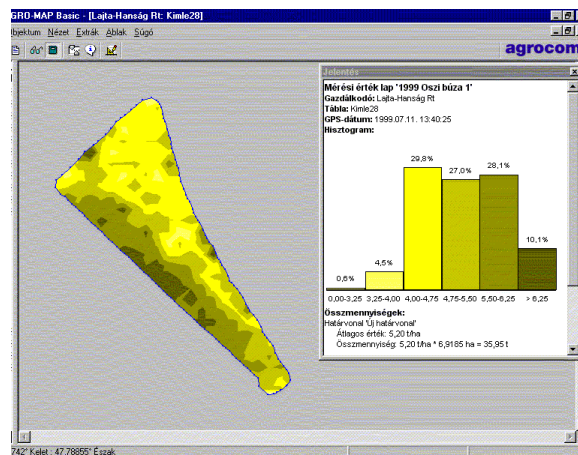 GRO-MAP Basic - [Lajta-Hanság Rt: Kimle28]
bjektum Nézet Extrák Ablak Súgó
agrocom
Jelentés
Mérési érték lap '1999 Oszi búza 1'
Gazdálkodó: Lajta-Hanság Rt
Tábla: Kimle28
GPS-dátum: 1999.07.11. 13:40:25
Hisztogram:
29,8% 27,0% 28,1%
10,1%
4,5%
0,6%
0,00-3,25 3,25-4,00 4,00-4,75 4,75-5,50 5,50-6,25 > 6,25
Összmennyiségek:
Határvonal 'Új határvonal'
Átlagos érték: 5,20 t/ha
Összmennyiség: 5,20 t/ha * 6,9185 ha = 35,95 t
742° Kelet : 47.78855° Észak